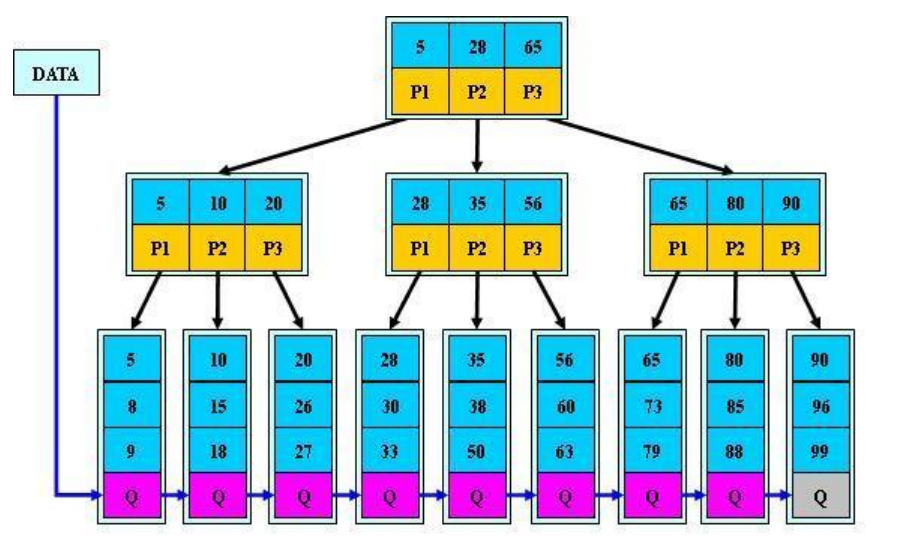 5 28 65
DATA
P1 P2 P3
5 10 20 28 35 56 65 80 90
P1 P2 P3 P1 P2 P3 P1 P2 P3
5 10 20 28 35 56 65 80 90
8 15 26 30 38 60 73 85 96
9 18 27 33 50 63 79 88 99
Q Q Q Q Q Q Q Q Q